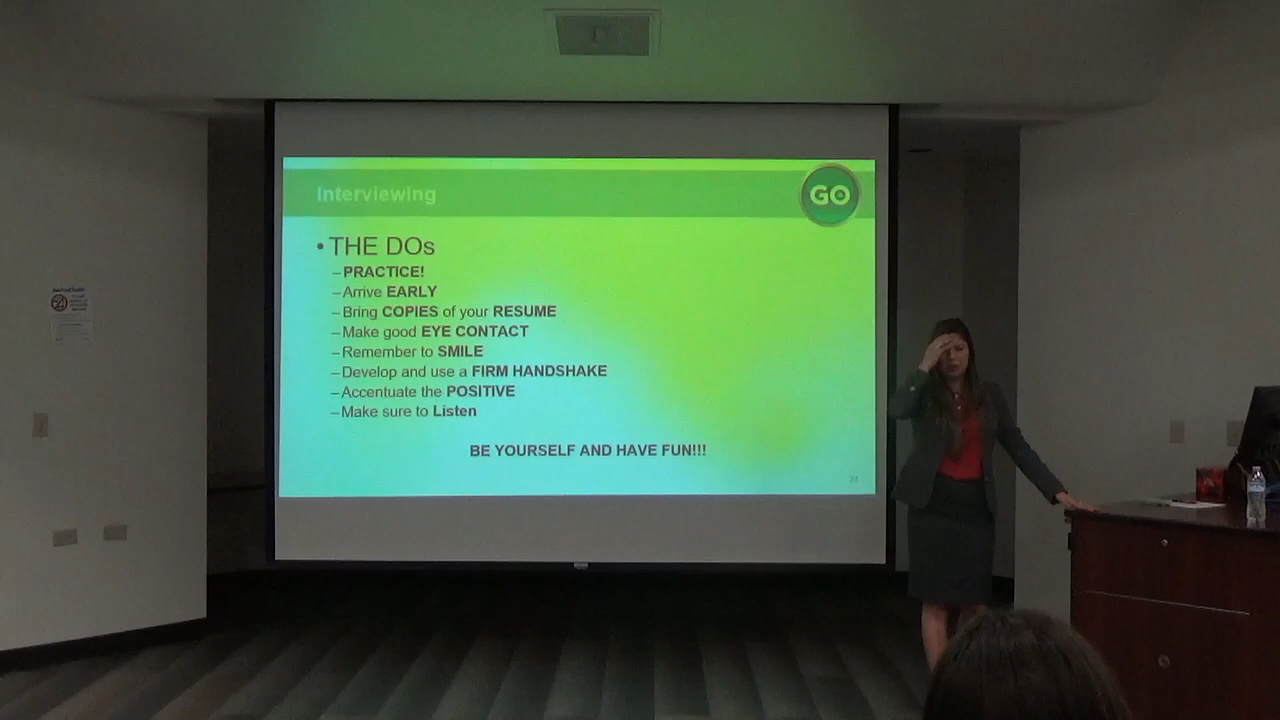 Interviewing
GO
• THE DOs
–PRACTICE!
–Arrive EARLY
–Bring COPIES of your RESUME
–Make good EYE CONTACT
–Remember to SMILE
–Develop and use a FIRM HANDSHAKE
–Accentuate the POSITIVE
–Make sure to Listen
BE YOURSELF AND HAVE FUN!!!